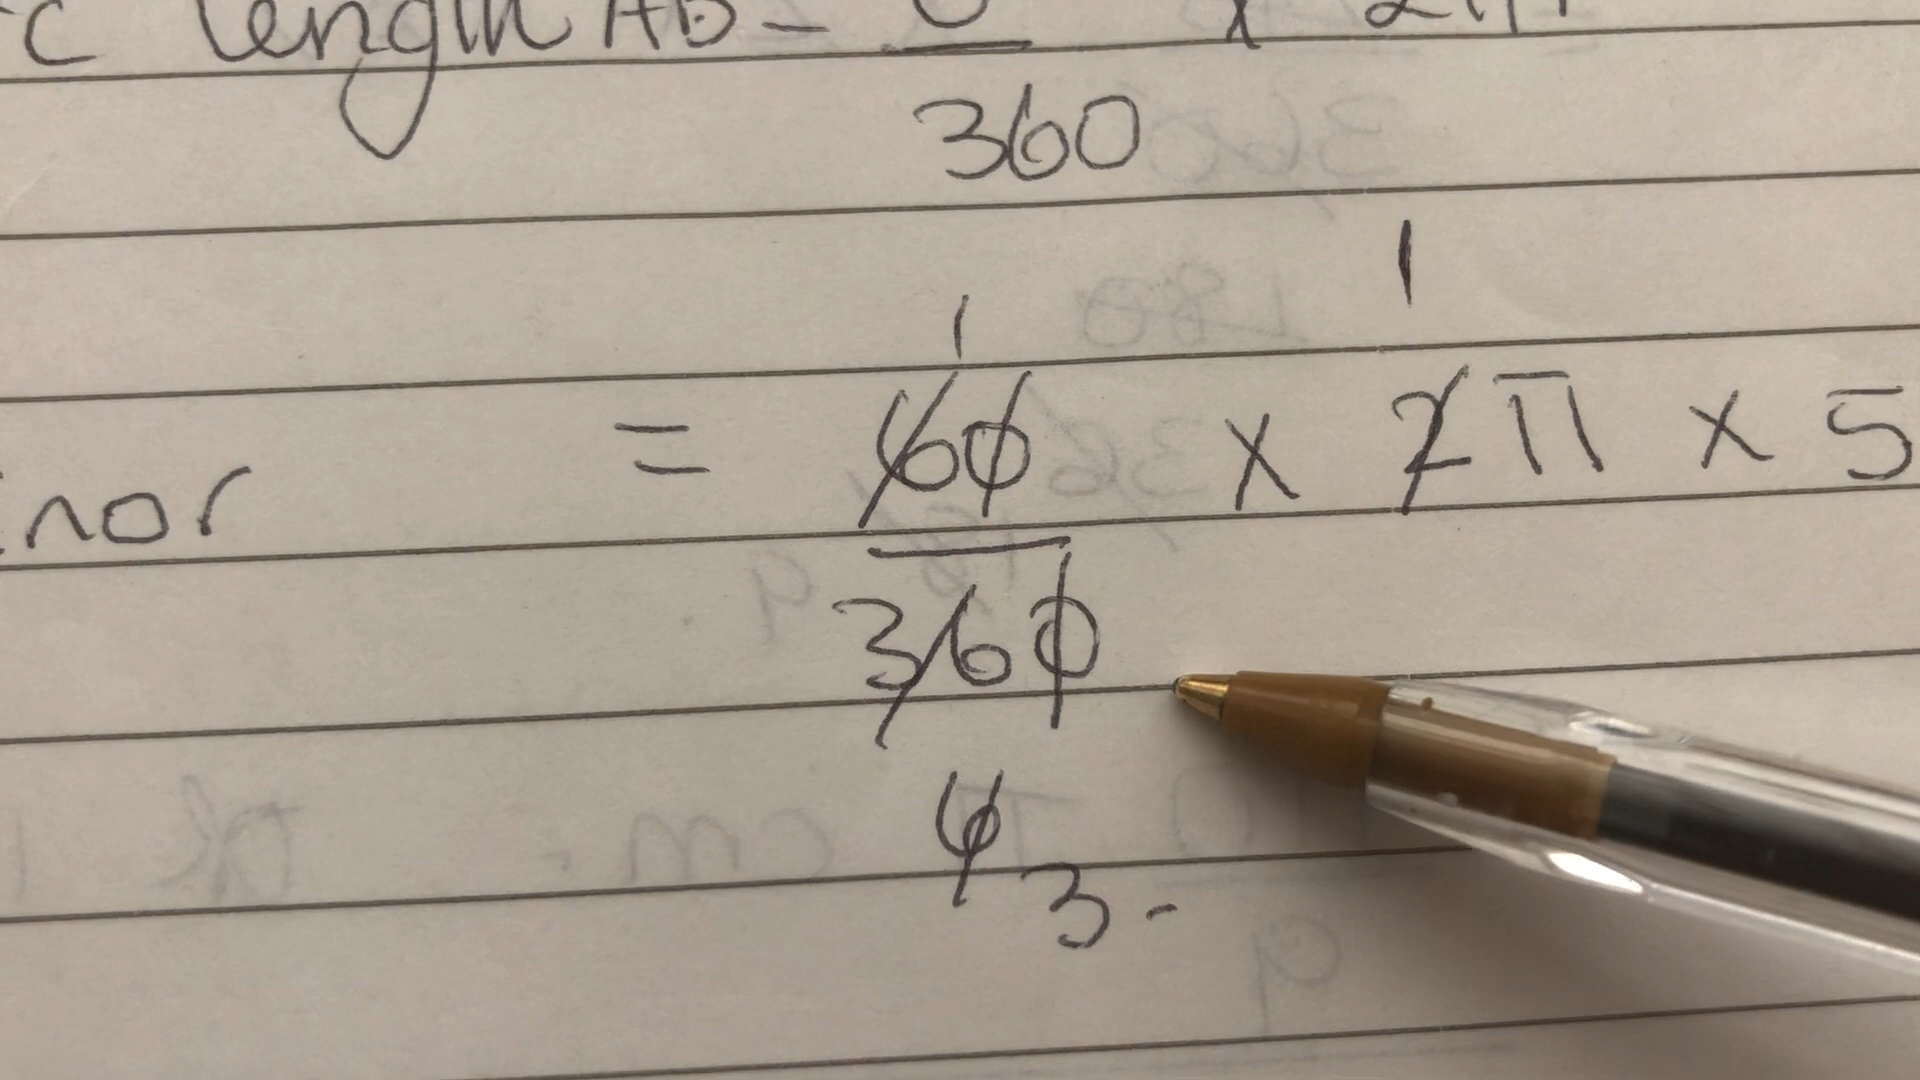 c length AB =
360
1 1
nor = 60 × 2π × 5
360
6
3